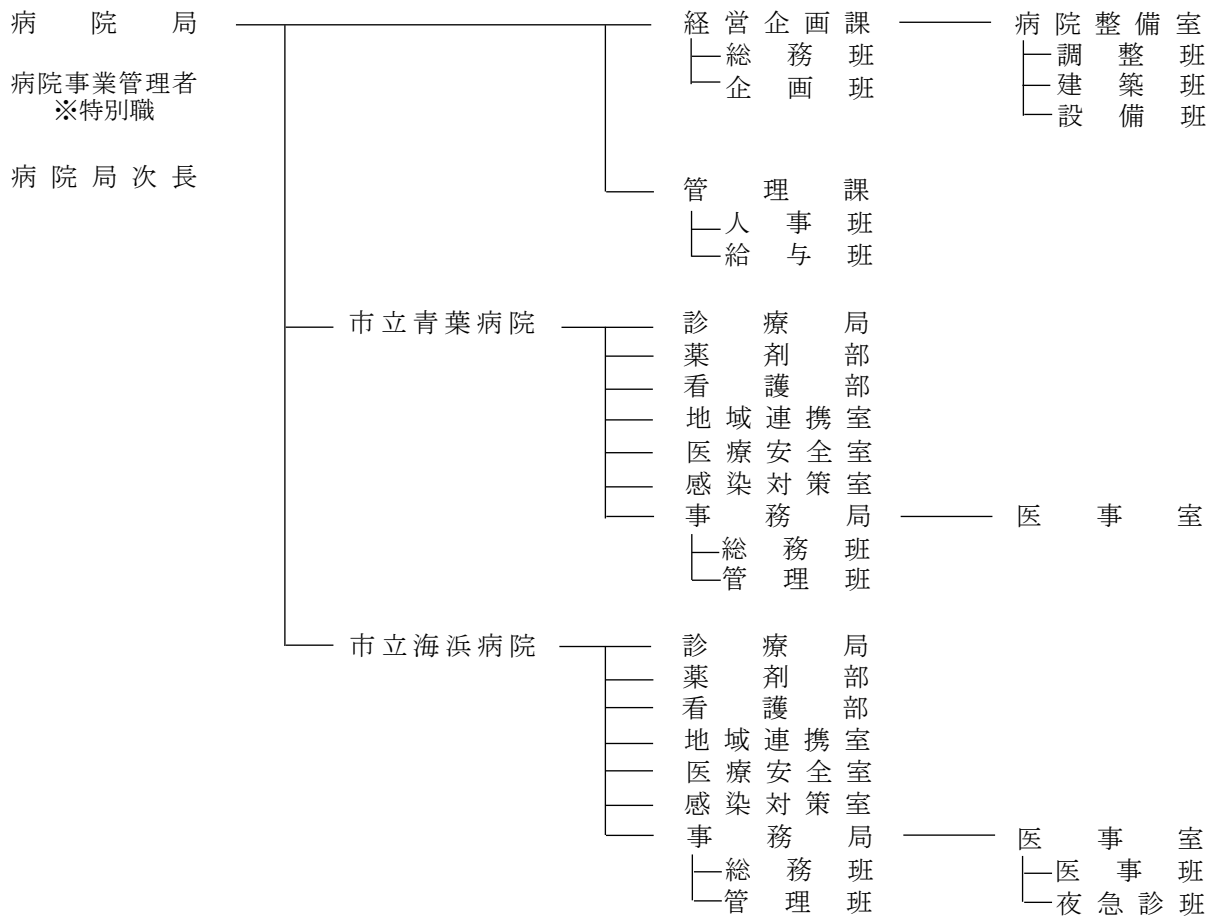 病院局 経営企画課 病院整備室
総務班 調整班
病院事業管理者 企画班 建築班
※特別職 設備班
病院局次長 管理課
人事班
給与班
市立青葉病院 診療局
薬剤部
看護部
地域連携室
医療安全室
感染対策室
事務局 医事室
総務班
管理班
市立海浜病院 診療局
薬剤部
看護部
地域連携室
医療安全室
感染対策室
事務局 医事室
総務班 医事班
管理班 夜急診班